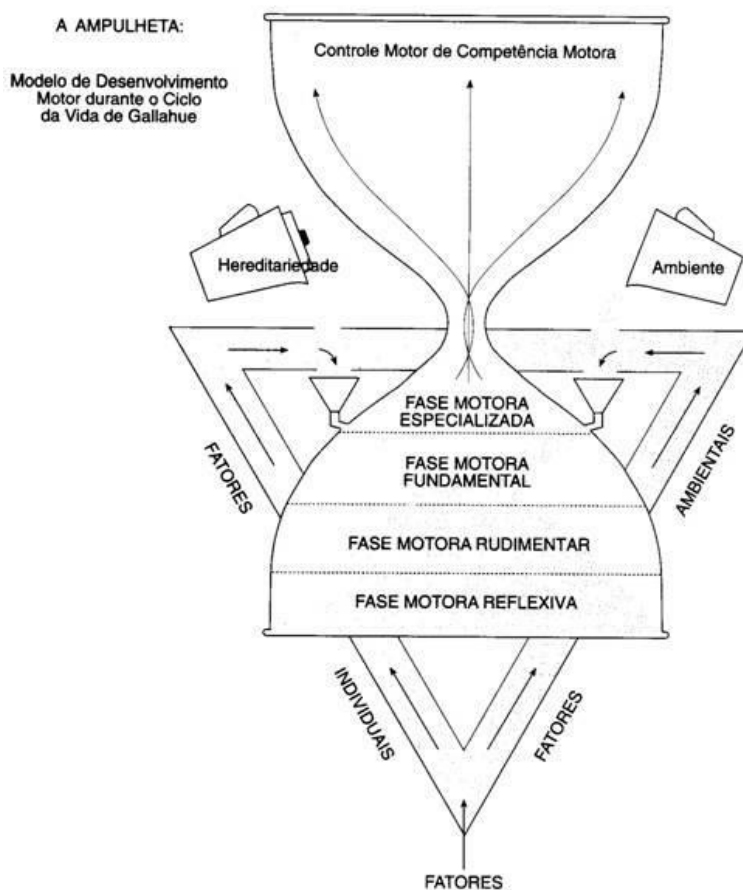 A AMPULHETA:
Modelo de Desenvolvimento
Motor durante o Ciclo
da Vida de Gallahue
Controle Motor de Competência Motora
Hereditariedade
Ambiente
FASE MOTORA
ESPECIALIZADA
FASE MOTORA
FUNDAMENTAL
FASE MOTORA RUDIMENTAR
FASE MOTORA REFLEXIVA
FATORES
AMBIENTAIS
INDIVIDUAIS
FATORES
FATORES